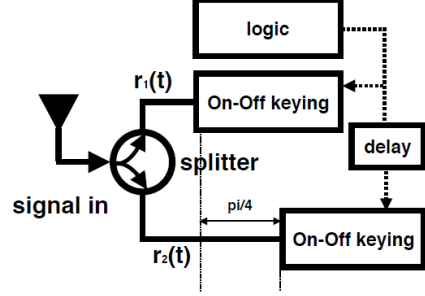 logic
r₁(t)
On-Off keying
delay
splitter
signal in
pi/4
On-Off keying
r₂(t)